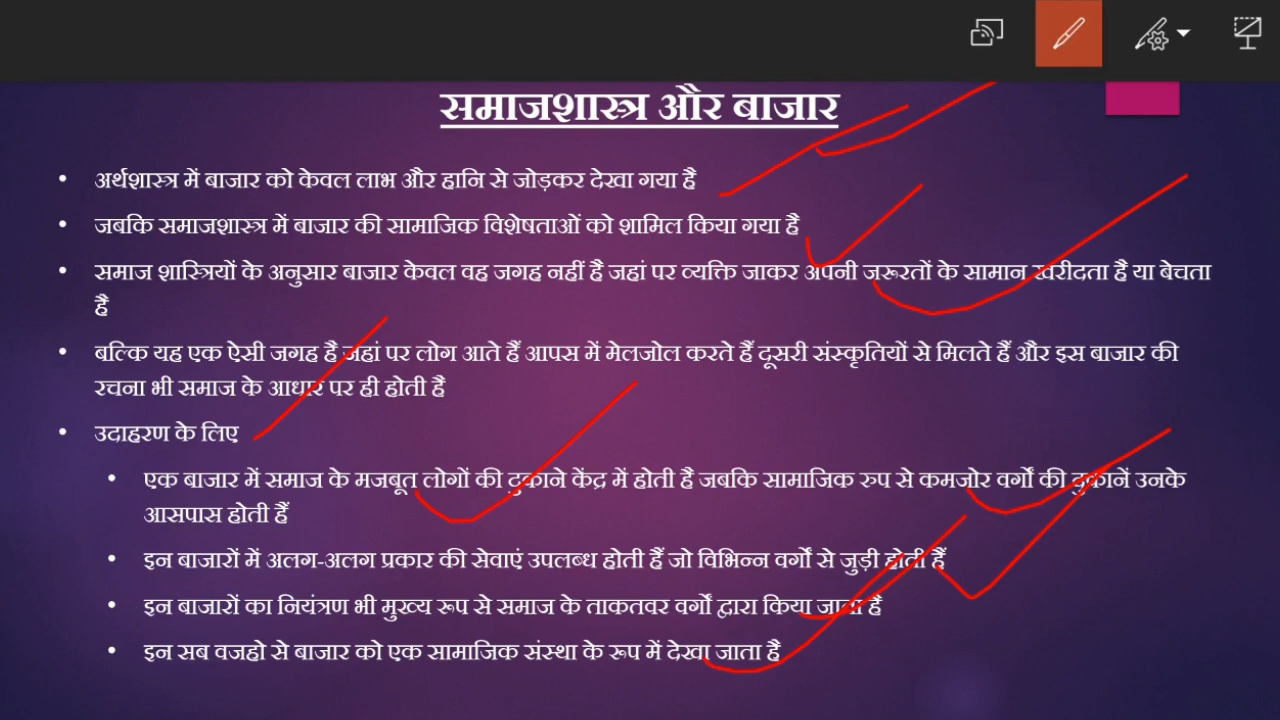 समाजशास्त्र और बाजार
• अर्थशास्त्र में बाजार को केवल लाभ और हानि से जोड़कर देखा गया है
• जबकि समाजशास्त्र में बाजार की सामाजिक विशेषताओं को शामिल किया गया है
• समाज शास्त्रियों के अनुसार बाजार केवल वह जगह नहीं है जहां पर व्यक्ति जाकर अपनी जरूरतों के सामान खरीदता है या बेचता
है
• बल्कि यह एक ऐसी जगह है जहां पर लोग आते हैं आपस में मेलजोल करते हैं दूसरी संस्कृतियों से मिलते हैं और इस बाजार की
रचना भी समाज के आधार पर ही होती है
• उदाहरण के लिए
• एक बाजार में समाज के मजबूत लोगों की दुकाने केंद्र में होती है जबकि सामाजिक रुप से कमजोर वर्गों की दुकानें उनके
आसपास होती हैं
• इन बाजारों में अलग-अलग प्रकार की सेवाएं उपलब्ध होती हैं जो विभिन्न वर्गों से जुड़ी होती हैं
• इन बाजारों का नियंत्रण भी मुख्य रूप से समाज के ताकतवर वर्गों द्वारा किया जाता है
• इन सब वजहो से बाजार को एक सामाजिक संस्था के रूप में देखा जाता है